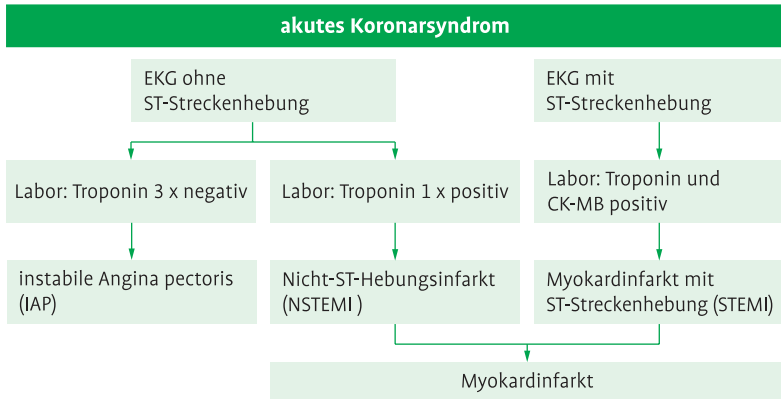 akutes Koronarsyndrom
EKG ohne
ST-Streckenhebung
EKG mit
ST-Streckenhebung
Labor: Troponin 3 x negativ
Labor: Troponin 1 x positiv
Labor: Troponin und
CK-MB positiv
instabile Angina pectoris
(IAP)
Nicht-ST-Hebungsinfarkt
(NSTEMI )
Myokardinfarkt mit
ST-Streckenhebung (STEMI)
Myokardinfarkt